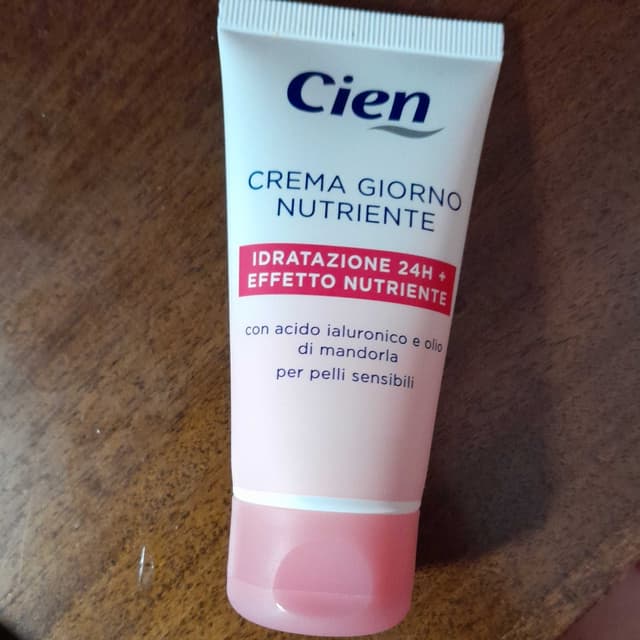 Cien
CREMA GIORNO
NUTRIENTE
IDRATAZIONE 24H +
EFFETTO NUTRIENTE
con acido ialuronico e olio
di mandorla
per pelli sensibili